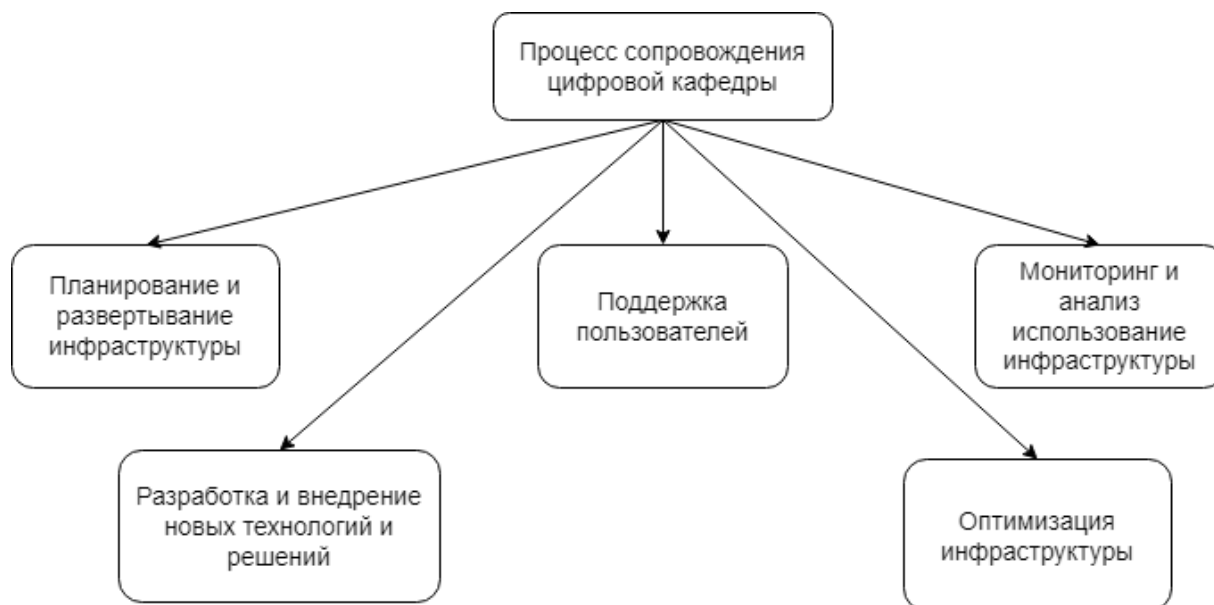 Процесс сопровождения
цифровой кафедры
Планирование и
развертывание
инфраструктуры
Поддержка
пользователей
Мониторинг и
анализ
использование
инфраструктуры
Разработка и внедрение
новых технологий и
решений
Оптимизация
инфраструктуры